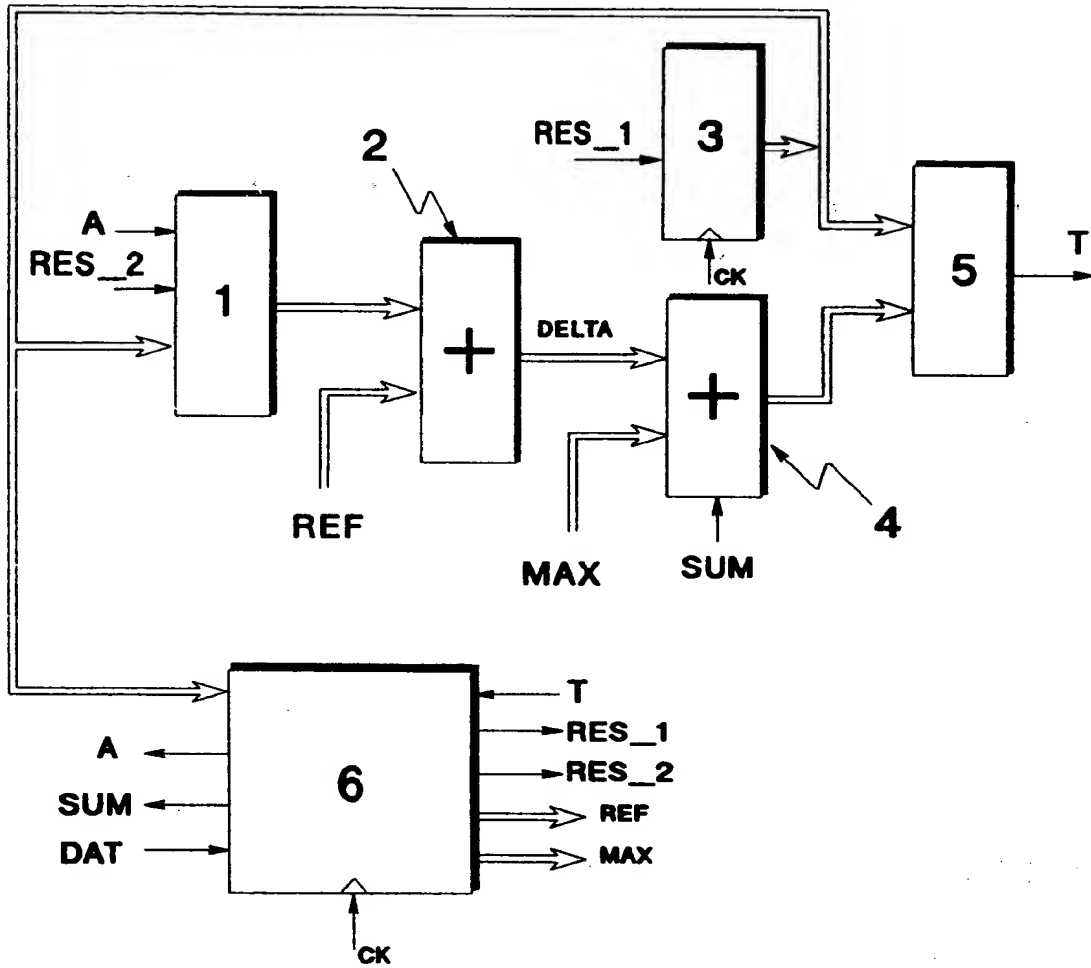 RES_1
3
CK
2
A
RES_2
1
+
REF
DELTA
MAX
+
SUM
4
5
T
6
A
SUM
DAT
T
RES_1
RES_2
REF
MAX
CK